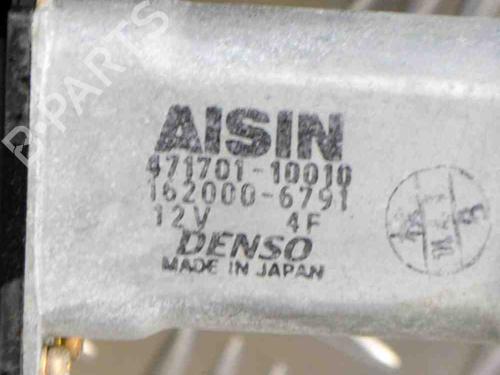 AISIN
471701-10010
162000-6791
12V 4F
DENSO
MADE IN JAPAN
B-PARTS